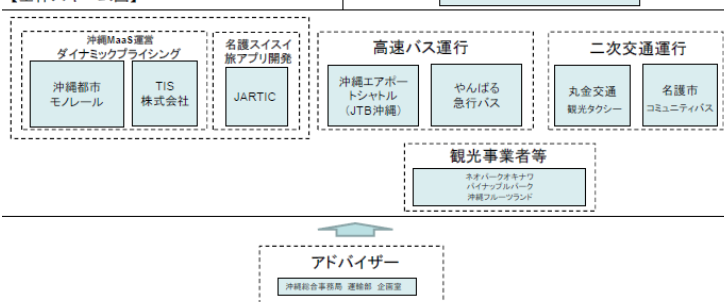 沖縄MaaS運営
ダイナミックプライシング
沖縄都市
モノレール
TIS
株式会社
名護スイスイ
旅アプリ開発
JARTIC
高速バス運行
沖縄エアポー
トシャトル
(JTB沖縄)
やんばる
急行バス
二次交通運行
丸金交通
観光タクシー
名護市
コミュニティバス
観光事業者等
ネオパークオキナワ
パイナップルパーク
沖縄フルーツランド
アドバイザー
沖縄総合事務局 運輸部 企画室